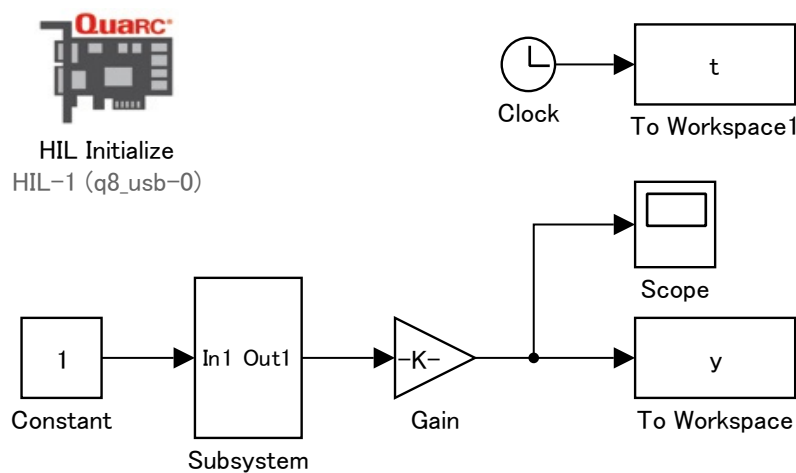 QUARC®
HIL Initialize
HIL-1 (q8_usb-0)
Clock
t
To Workspace1
Scope
1
Constant
In1 Out1
Subsystem
-K-
Gain
y
To Workspace